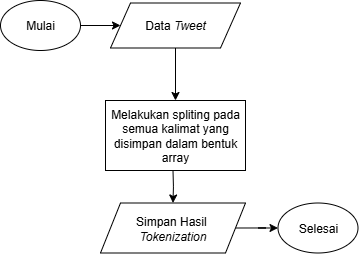 Mulai
Data Tweet
Melakukan spliting pada
semua kalimat yang
disimpan dalam bentuk
array
Simpan Hasil
Tokenization
Selesai